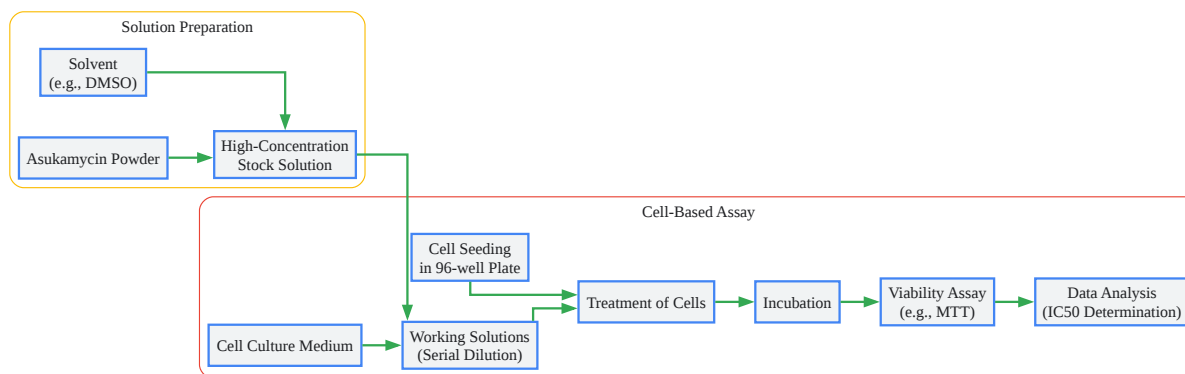 Solution Preparation
Solvent
(e.g., DMSO)
Asukamycin Powder
High-Concentration
Stock Solution
Cell-Based Assay
Cell Seeding
in 96-well Plate
Cell Culture Medium
Working Solutions
(Serial Dilution)
Treatment of Cells
Incubation
Viability Assay
(e.g., MTT)
Data Analysis
(IC50 Determination)